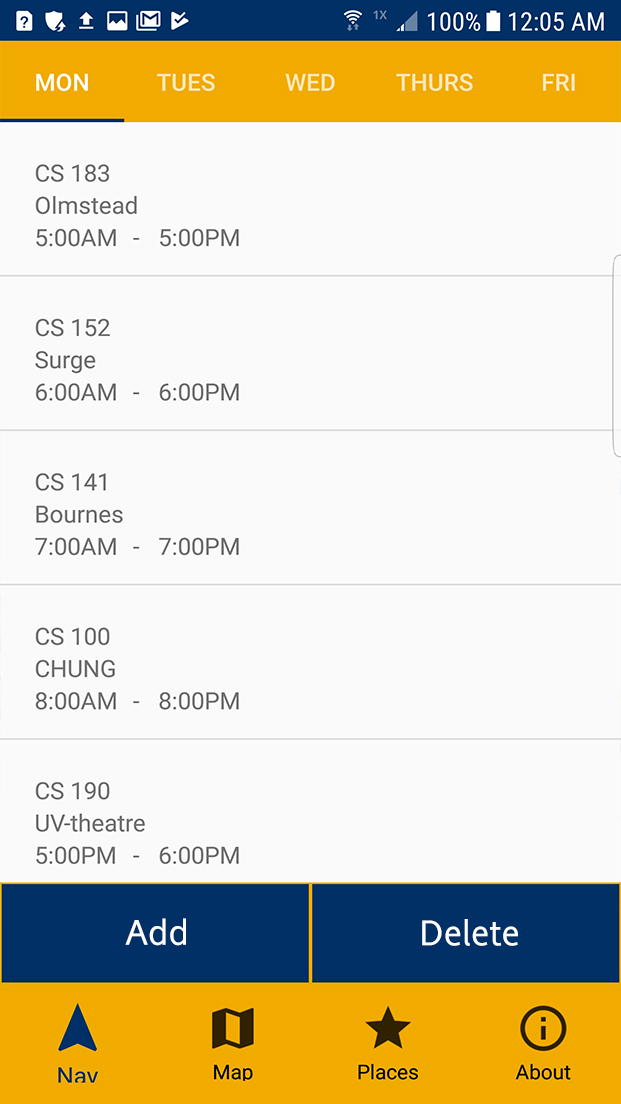 1X 100% 12:05 AM
MON TUES WED THURS FRI
CS 183
Olmstead
5:00AM - 5:00PM
CS 152
Surge
6:00AM - 6:00PM
CS 141
Bournes
7:00AM - 7:00PM
CS 100
CHUNG
8:00AM - 8:00PM
CS 190
UV-theatre
5:00PM - 6:00PM
Add Delete
Nav Map Places About